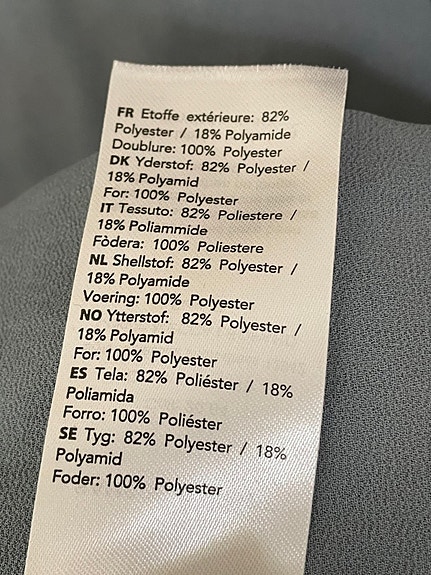 FR Etoffe extérieure: 82%
Polyester / 18% Polyamide
Doublure: 100% Polyester
DK Yderstof: 82% Polyester /
18% Polyamid
For: 100% Polyester
IT Tessuto: 82% Poliestere /
18% Poliammide
Fòdera: 100% Poliestere
NL Shellstof: 82% Polyester /
18% Polyamide
Voering: 100% Polyester
NO Ytterstof: 82% Polyester /
18% Polyamid
For: 100% Polyester
ES Tela: 82% Poliéster / 18%
Poliamida
Forro: 100% Poliéster
SE Tyg: 82% Polyester / 18%
Polyamid
Foder: 100% Polyester